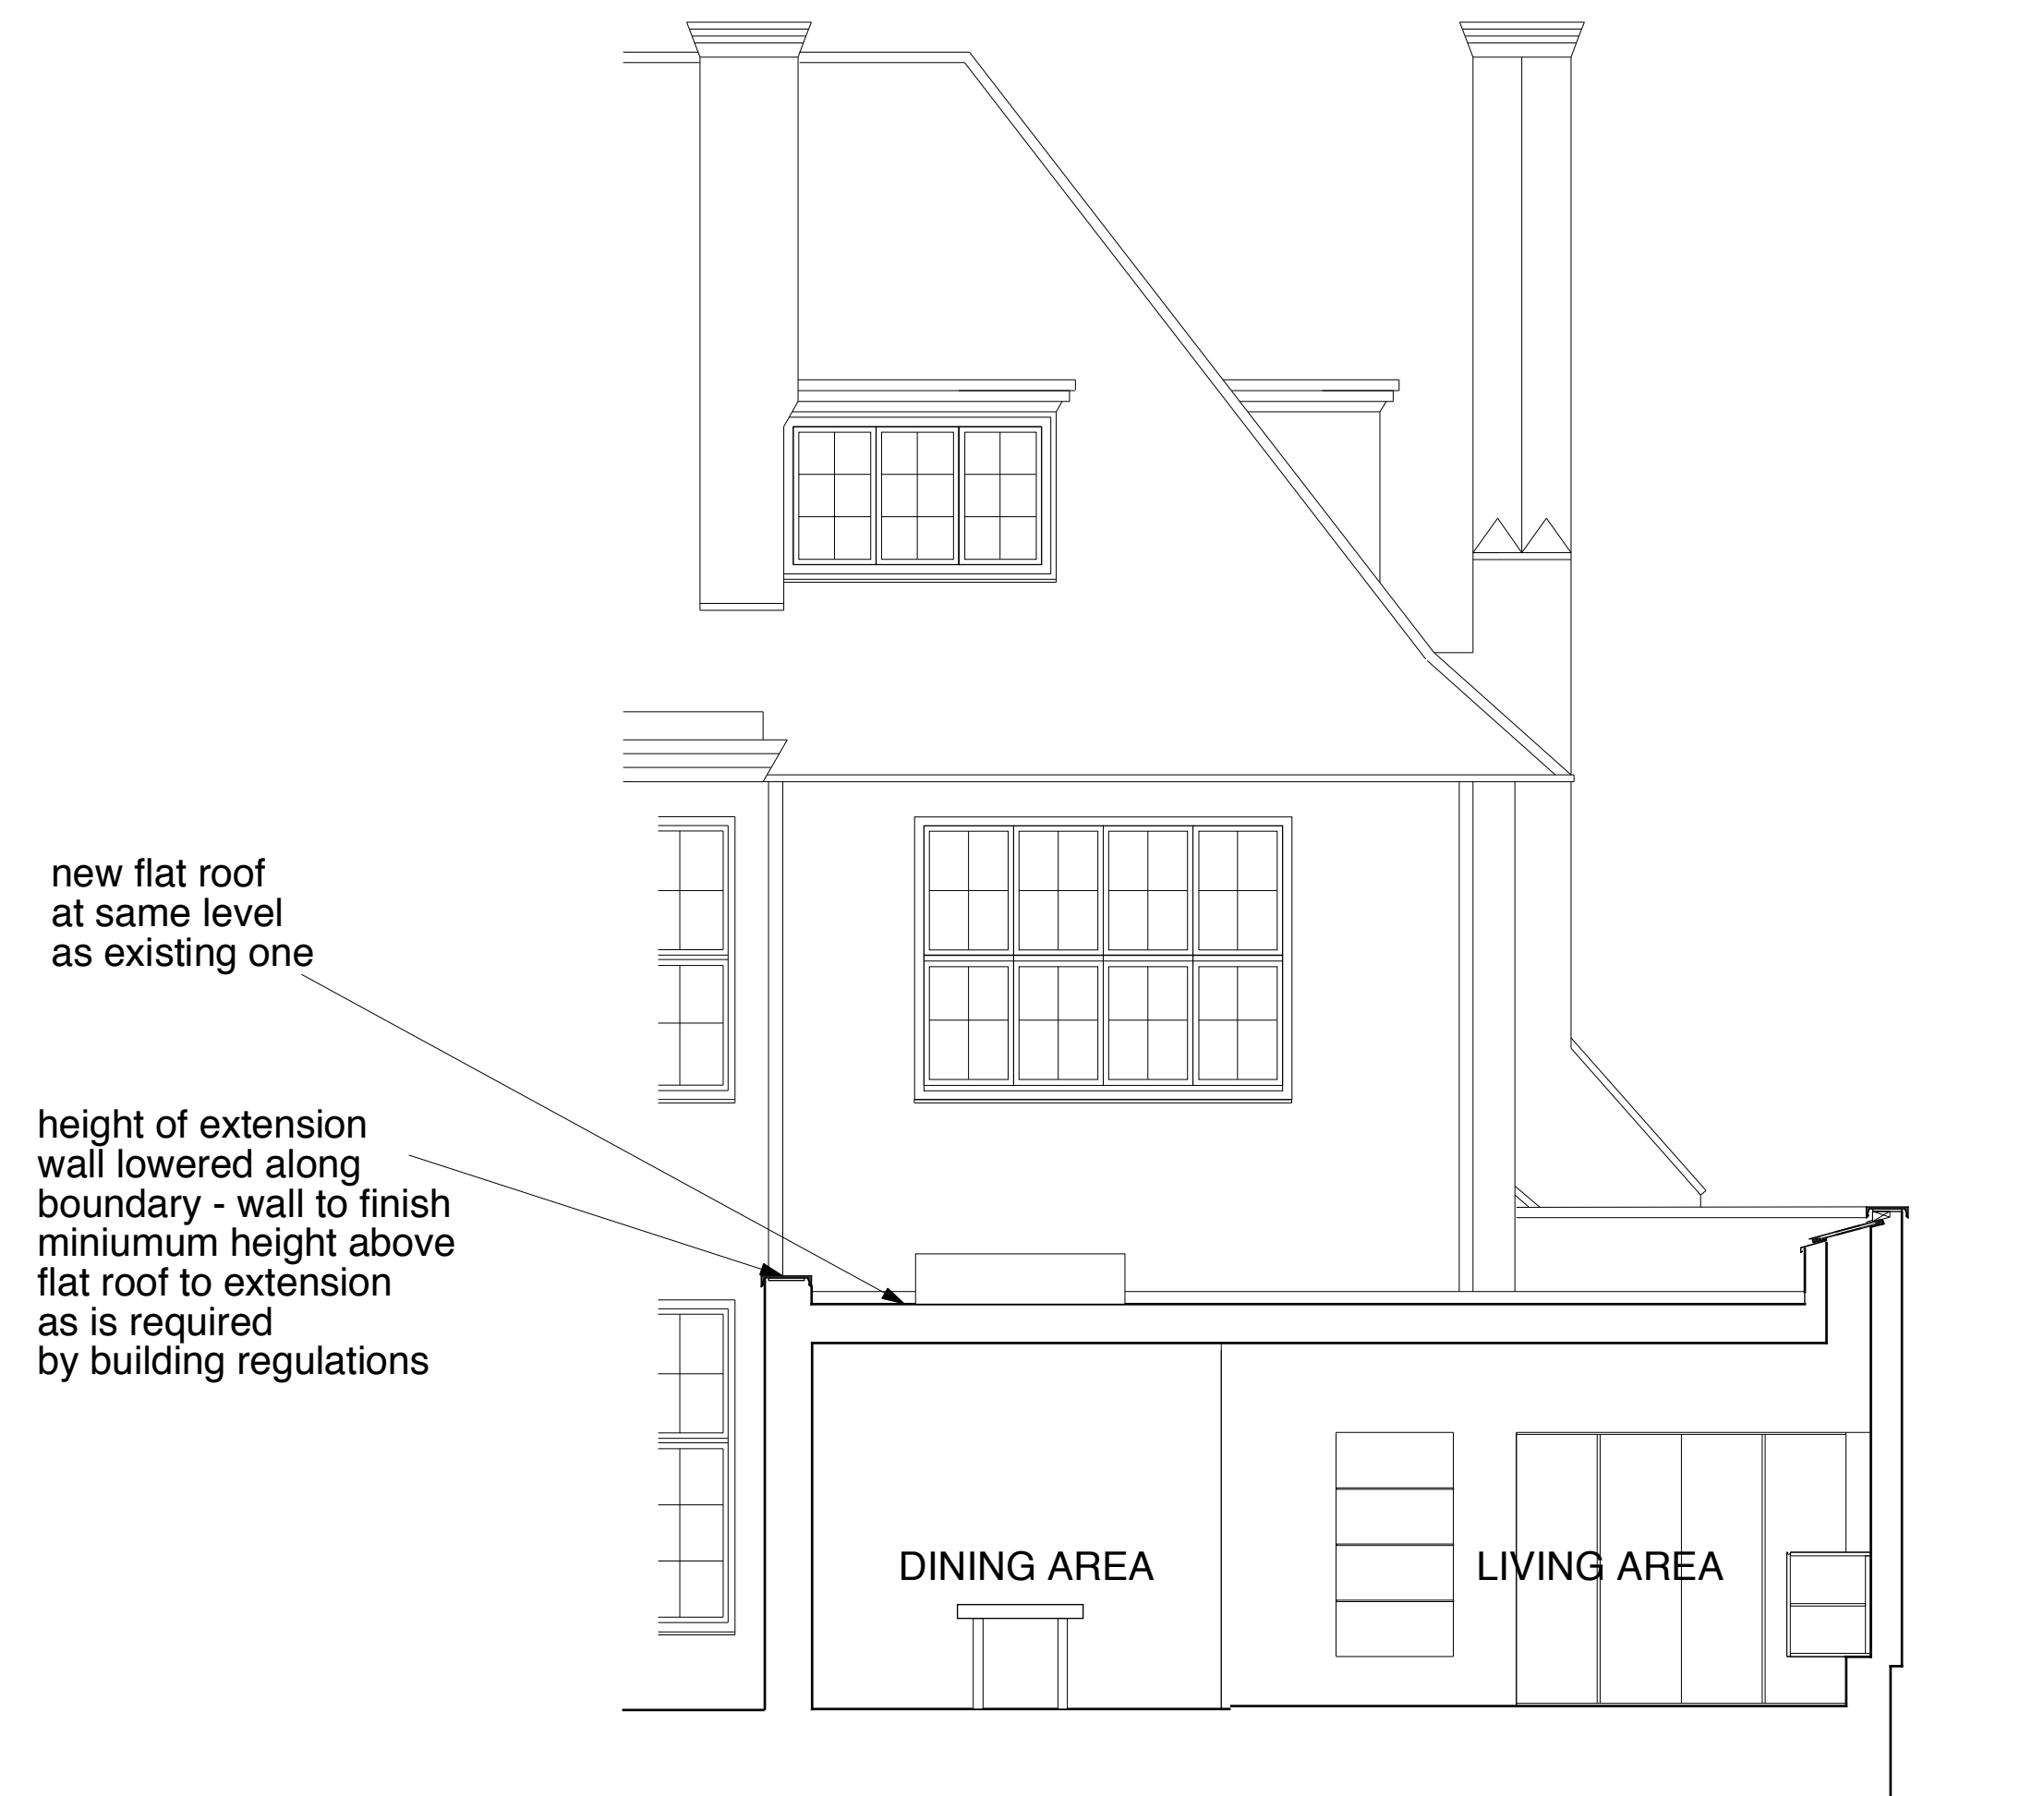 new flat roof
at same level
as existing one
height of extension
wall lowered along
boundary - wall to finish
miniumum height above
flat roof to extension
as is required
by building regulations
DINING AREA
LIVING AREA